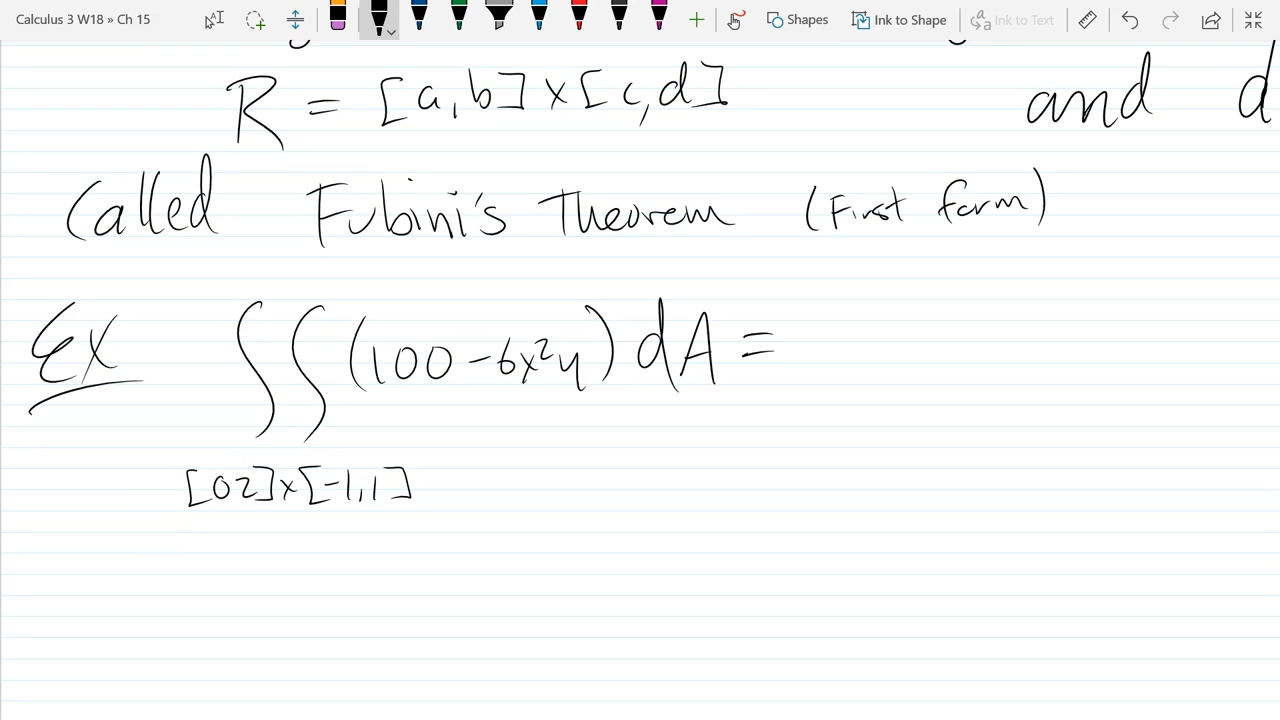 Calculus 3 W18 » Ch 15 Shapes Ink to Shape Ink to Text
R = [a,b]×[c,d] and d
Called Fubini's Theorem (First form)
Ex ∫∫ (100 - 6x²y) dA =
[0 2]×[-1,1]